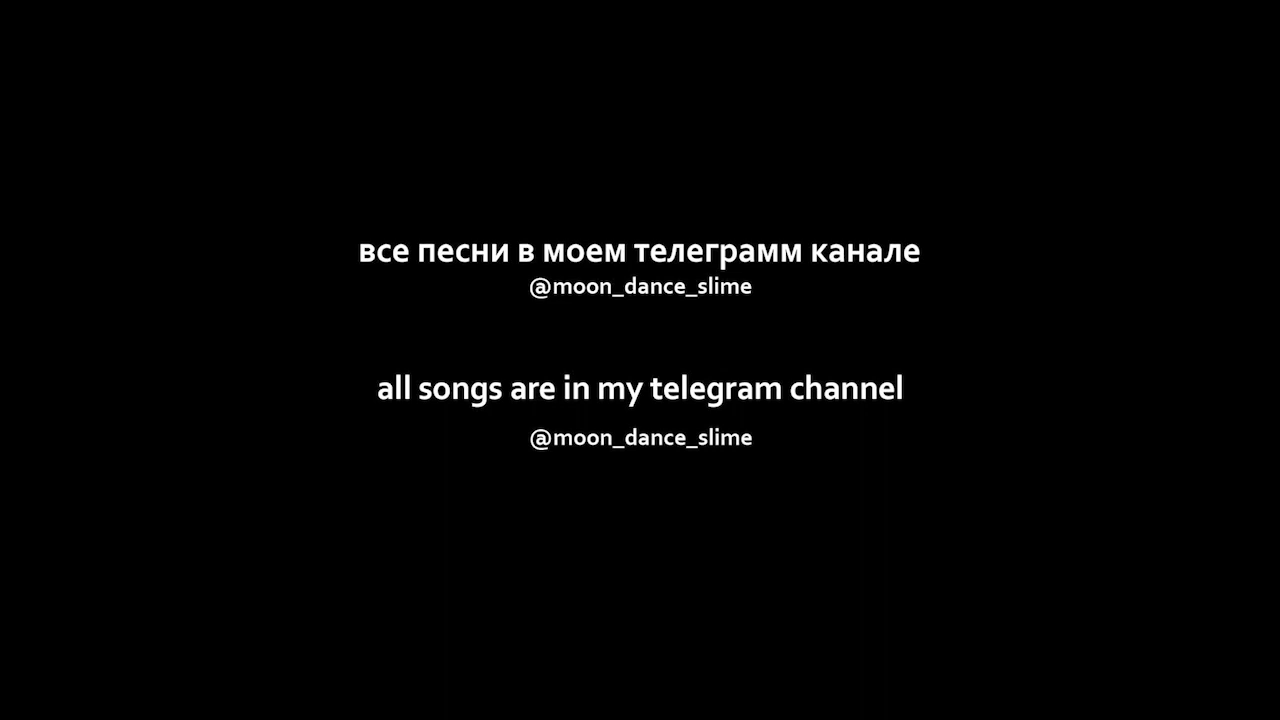 все песни в моем телеграмм канале
@moon_dance_slime
all songs are in my telegram channel
@moon_dance_slime